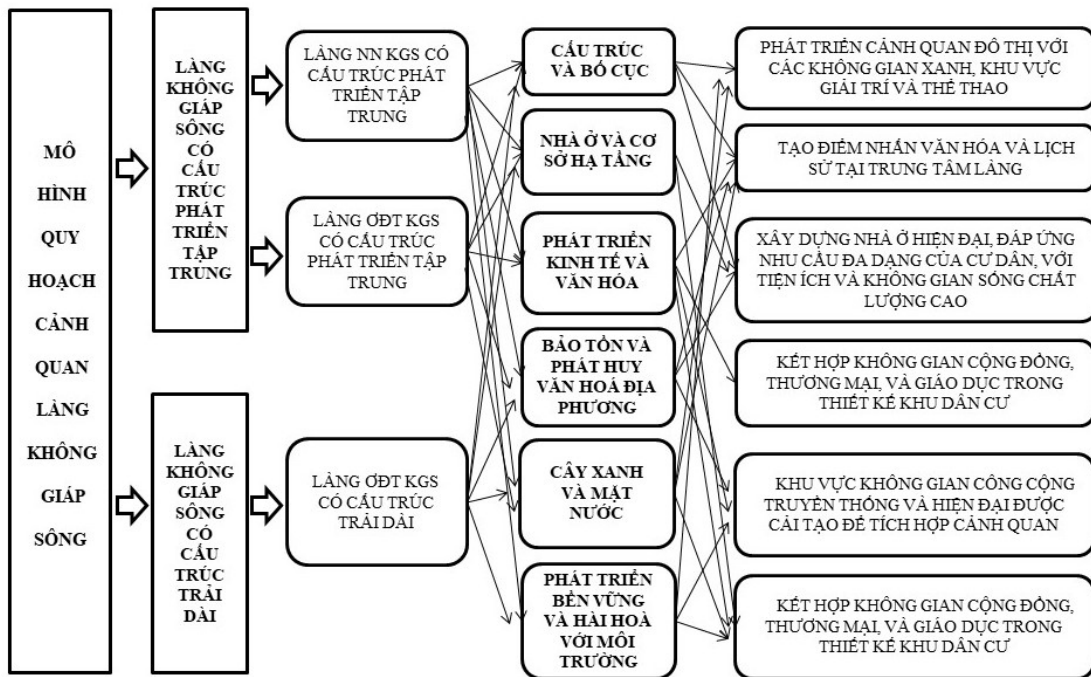 MÔ
HÌNH
QUY
HOẠCH
CẢNH
QUAN
LÀNG
KHÔNG
GIÁP
SÔNG
LÀNG
KHÔNG
GIÁP
SÔNG
CÓ
CẤU
TRÚC
PHÁT
TRIỂN
TẬP
TRUNG
LÀNG
KHÔNG
GIÁP
SÔNG
CÓ
CẤU
TRÚC
TRẢI
DÀI
LÀNG NN KGS CÓ
CẤU TRÚC PHÁT
TRIỂN TẬP
TRUNG
LÀNG ƠĐT KGS
CÓ CẤU TRÚC
PHÁT TRIỂN TẬP
TRUNG
LÀNG ƠĐT KGS
CÓ CẤU TRÚC
TRẢI DÀI
CẤU TRÚC
VÀ BỐ CỤC
NHÀ Ở VÀ CƠ
SỞ HẠ TẦNG
PHÁT TRIỂN
KINH TẾ VÀ
VĂN HÓA
BẢO TỒN VÀ
PHÁT HUY
VĂN HOÁ ĐỊA
PHƯƠNG
CÂY XANH
VÀ MẶT
NƯỚC
PHÁT TRIỂN
BỀN VỮNG
VÀ HÀI HOÀ
VỚI MÔI
TRƯỜNG
PHÁT TRIỂN CẢNH QUAN ĐÔ THỊ VỚI
CÁC KHÔNG GIAN XANH, KHU VỰC
GIẢI TRÍ VÀ THỂ THAO
TẠO ĐIỂM NHẤN VĂN HÓA VÀ LỊCH
SỬ TẠI TRUNG TÂM LÀNG
XÂY DỰNG NHÀ Ở HIỆN ĐẠI, ĐÁP ỨNG
NHU CẦU ĐA DẠNG CỦA CƯ DÂN, VỚI
TIỆN ÍCH VÀ KHÔNG GIAN SỐNG CHẤT
LƯỢNG CAO
KẾT HỢP KHÔNG GIAN CỘNG ĐỒNG,
THƯƠNG MẠI, VÀ GIÁO DỤC TRONG
THIẾT KẾ KHU DÂN CƯ
KHU VỰC KHÔNG GIAN CÔNG CỘNG
TRUYỀN THỐNG VÀ HIỆN ĐẠI ĐƯỢC
CẢI TẠO ĐỂ TÍCH HỢP CẢNH QUAN
KẾT HỢP KHÔNG GIAN CỘNG ĐỒNG,
THƯƠNG MẠI, VÀ GIÁO DỤC TRONG
THIẾT KẾ KHU DÂN CƯ